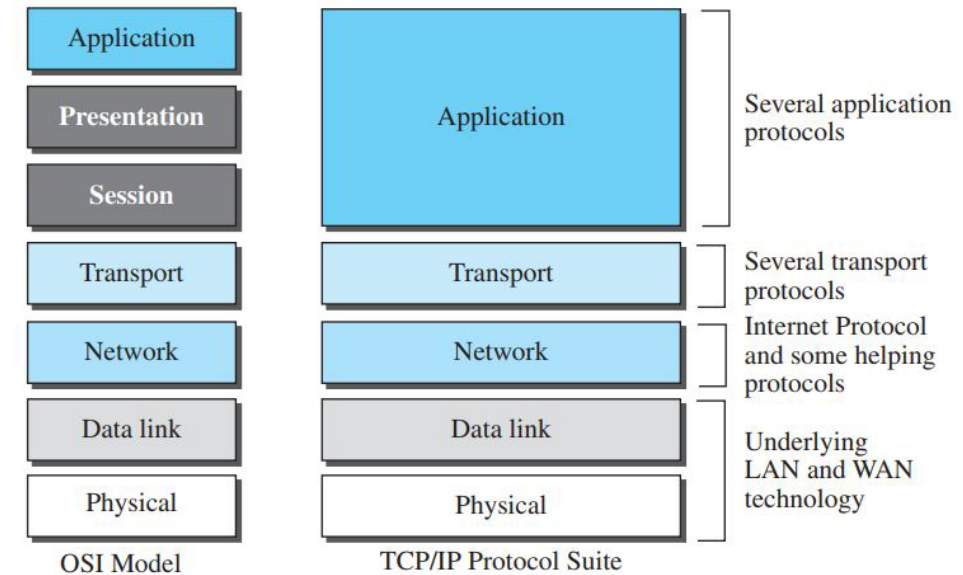 Application
Presentation
Session
Transport
Network
Data link
Physical
OSI Model
Application
Transport
Network
Data link
Physical
TCP/IP Protocol Suite
Several application
protocols
Several transport
protocols
Internet Protocol
and some helping
protocols
Underlying
LAN and WAN
technology